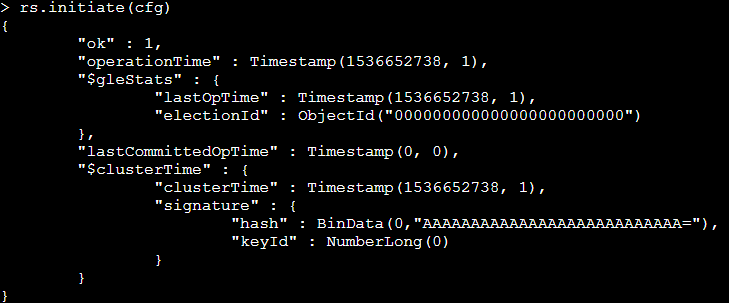 > rs.initiate(cfg)
{
        "ok" : 1,
        "operationTime" : Timestamp(1536652738, 1),
        "$gleStats" : {
                "lastOpTime" : Timestamp(1536652738, 1),
                "electionId" : ObjectId("000000000000000000000000")
        },
        "lastCommittedOpTime" : Timestamp(0, 0),
        "$clusterTime" : {
                "clusterTime" : Timestamp(1536652738, 1),
                "signature" : {
                        "hash" : BinData(0,"AAAAAAAAAAAAAAAAAAAAAAAAAAA="),
                        "keyId" : NumberLong(0)
                }
        }
}